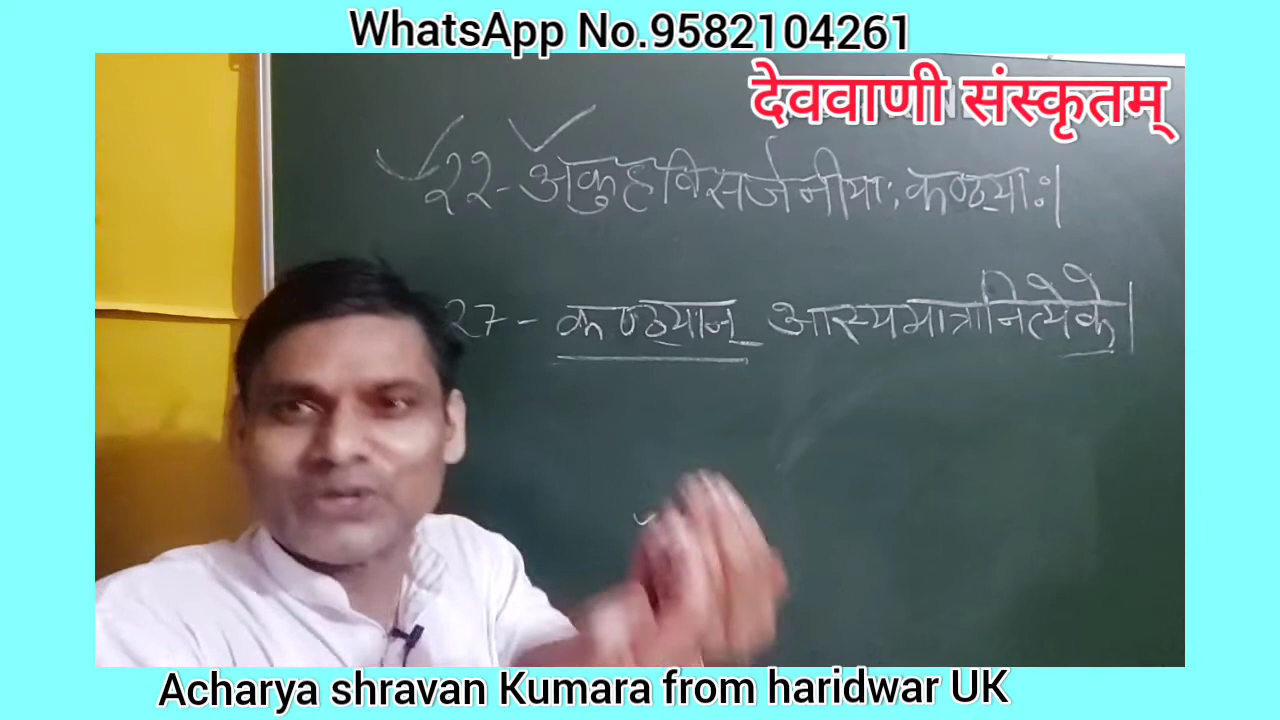 WhatsApp No.9582104261
देववाणी संस्कृतम्
२२- अकुहविसर्जनीयाः कण्ठ्याः।
27 - कण्ठ्यान् आस्यमात्रानित्येके।
Acharya shravan Kumara from haridwar UK